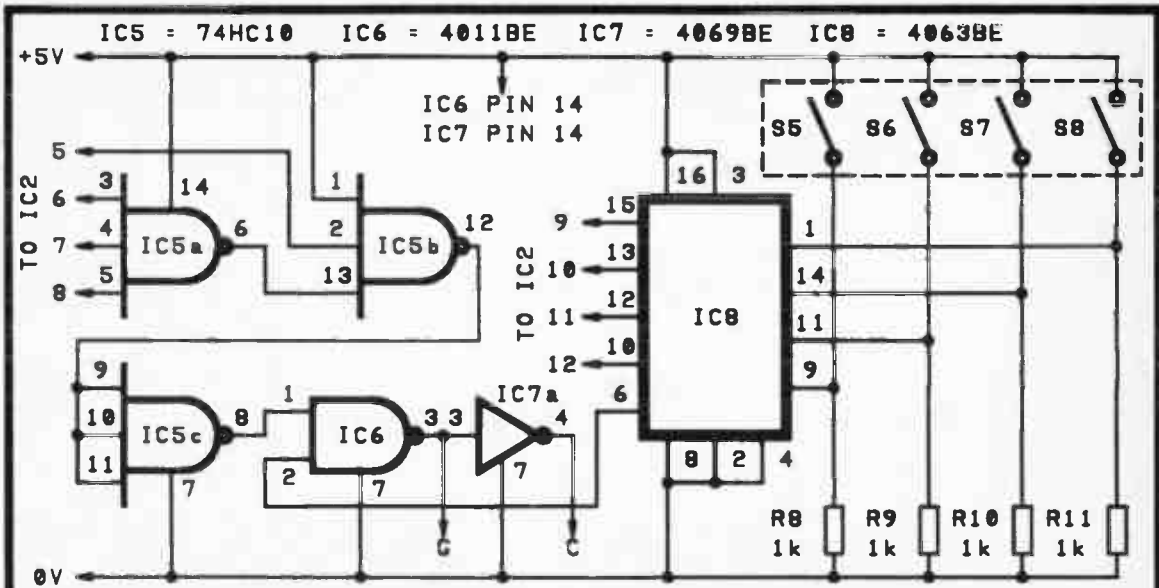 IC5 = 74HC10 IC6 = 4011BE IC7 = 4069BE IC8 = 4063BE
+5V
IC6 PIN 14
IC7 PIN 14
S5 S6 S7 S8
5
3 14 1 16 3
6
4 6 2 12 15 1
TO IC2 7 IC5a IC5b 9
5 13 13 14
8 10
TO IC2 12 IC8 11
11
10 9
12
9 1 IC7a 6
10 IC5c 8 IC6 3 3 4
11 2 8 2 4
7 7 7
G C
R8 R9 R10 R11
1k 1k 1k 1k
0V